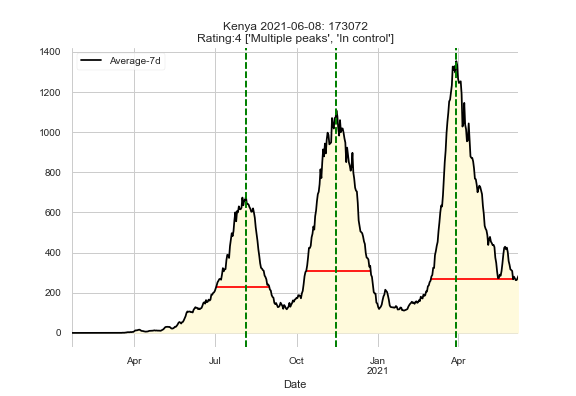 Kenya 2021-06-08: 173072
Rating:4 ['Multiple peaks', 'In control']
Average-7d
1400
1200
1000
800
600
400
200
0
Apr
Jul
Oct
Jan
2021
Apr
Date